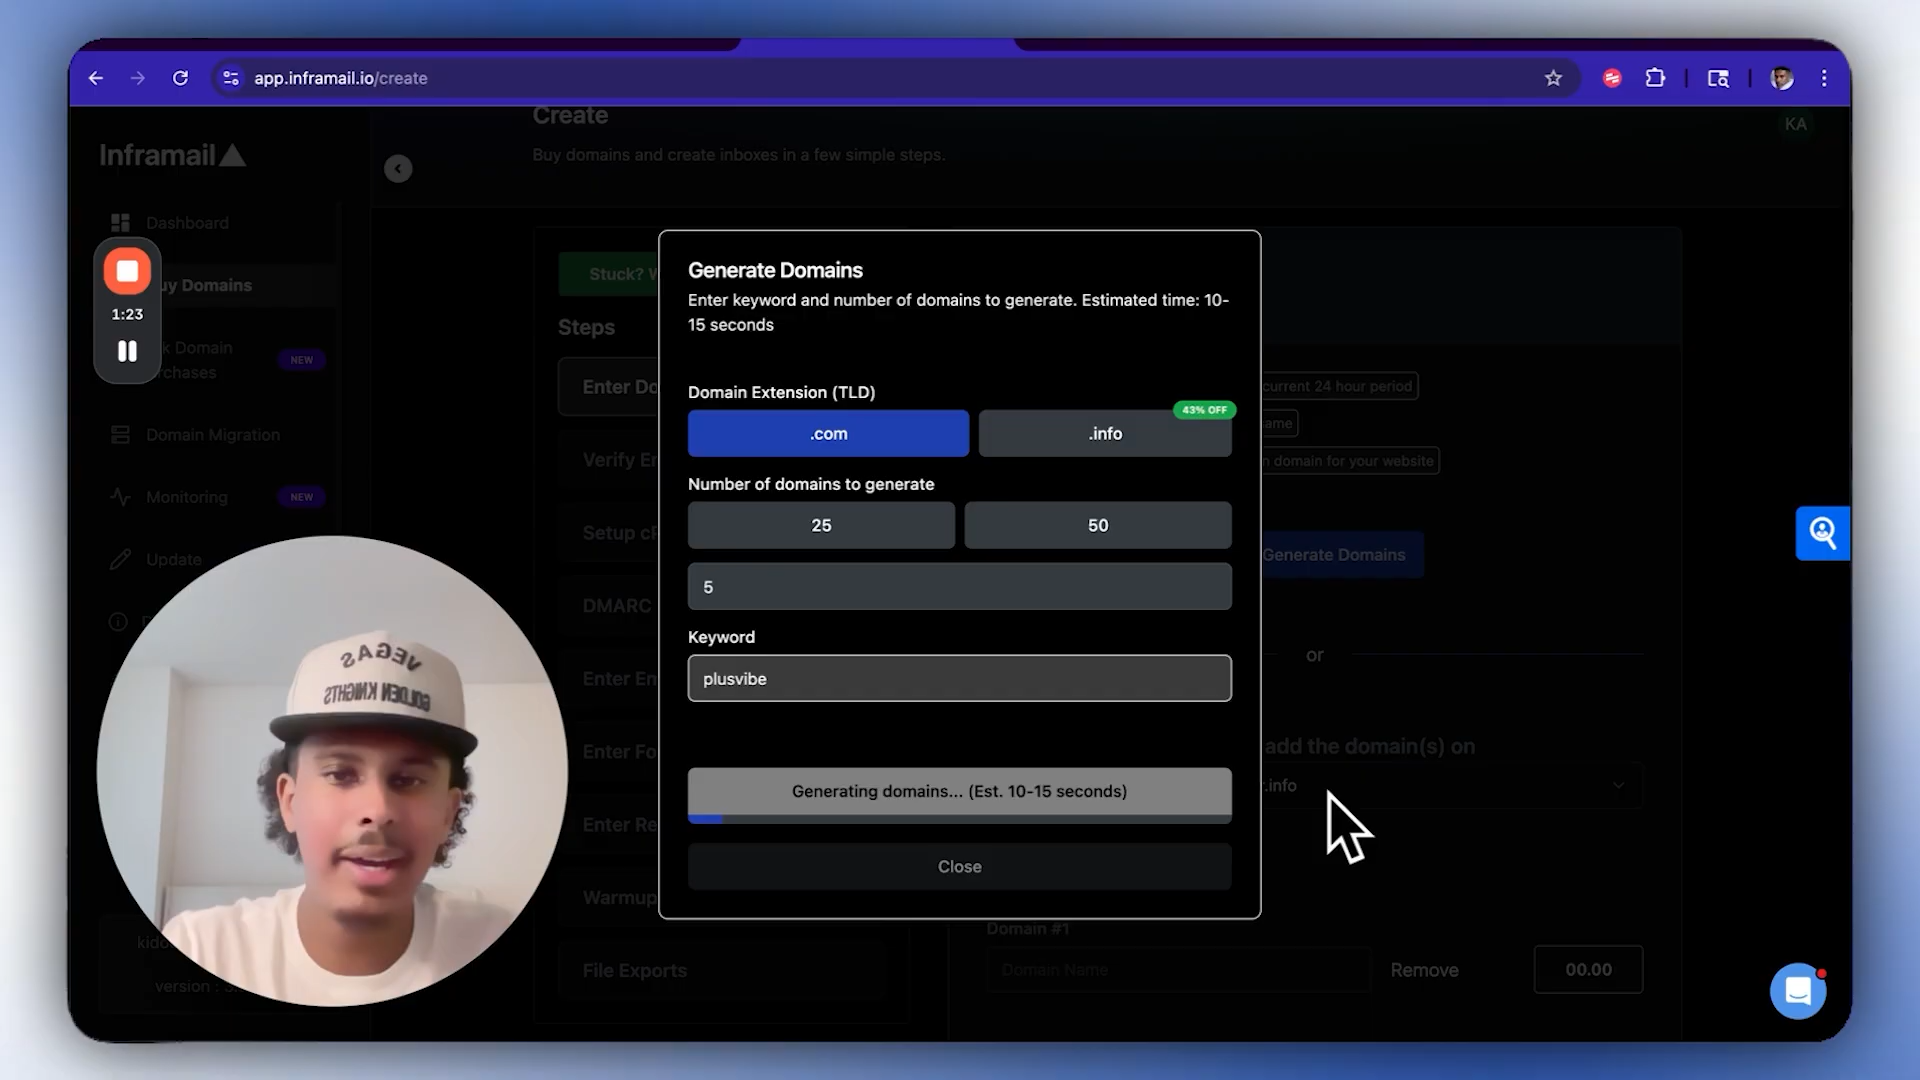 app.inframail.io/create
Create
Buy domains and create inboxes in a few simple steps.
KA
Inframail
Dashboard
1:23
uy Domains
k Domain
rchases
NEW
Domain Migration
Monitoring
NEW
Update
VEGAS
GOLDEN KNIGHTS
version :
Stuck? W
Steps
Enter Do
Verify Er
Setup cP
DMARC
Enter En
Enter Fo
Enter Re
Warmup
File Exports
Generate Domains
Enter keyword and number of domains to generate. Estimated time: 10-
15 seconds
Domain Extension (TLD)
.com
.info
43% OFF
Number of domains to generate
25
50
5
Keyword
plusvibe
Generating domains... (Est. 10-15 seconds)
Close
current 24 hour period
ame
n domain for your website
Generate Domains
or
add the domain(s) on
.info
Domain #1
Domain Name
Remove
00.00